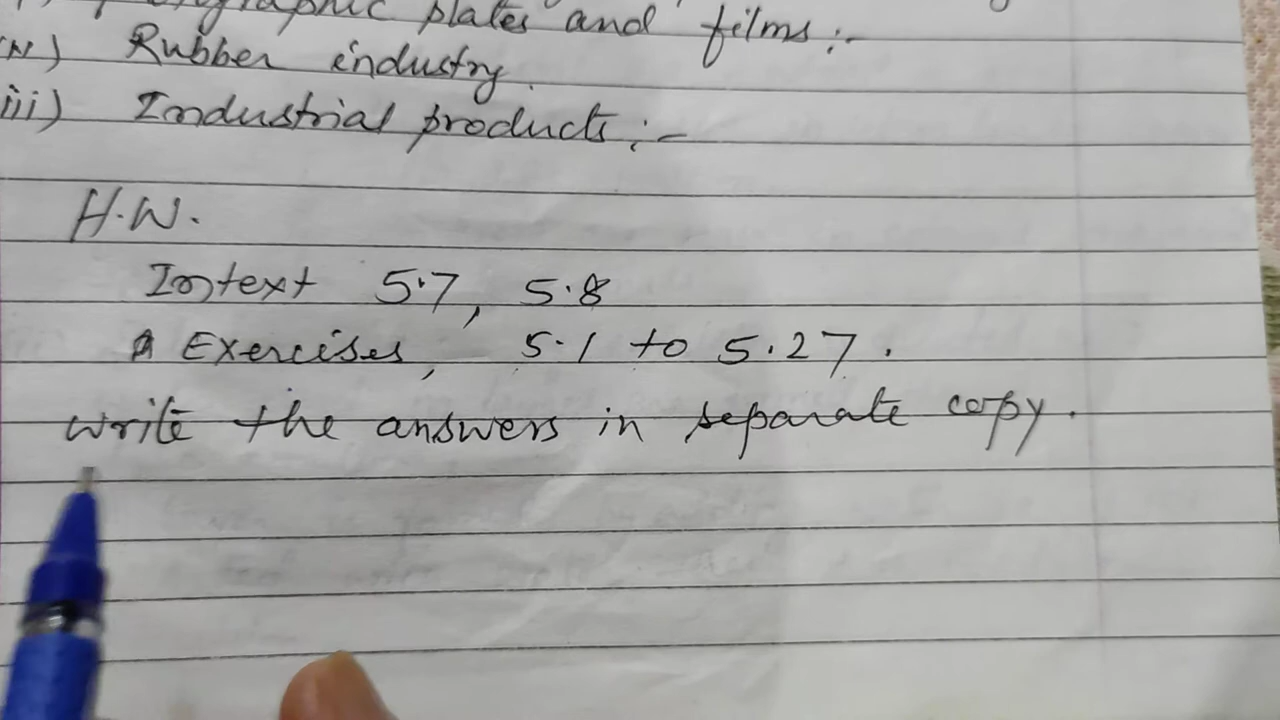 plates and films :-
Rubber industry.
iii) Industrial products :-
H.W.
Intext 5.7, 5.8
Exercises, 5.1 to 5.27.
Write the answers in separate copy.